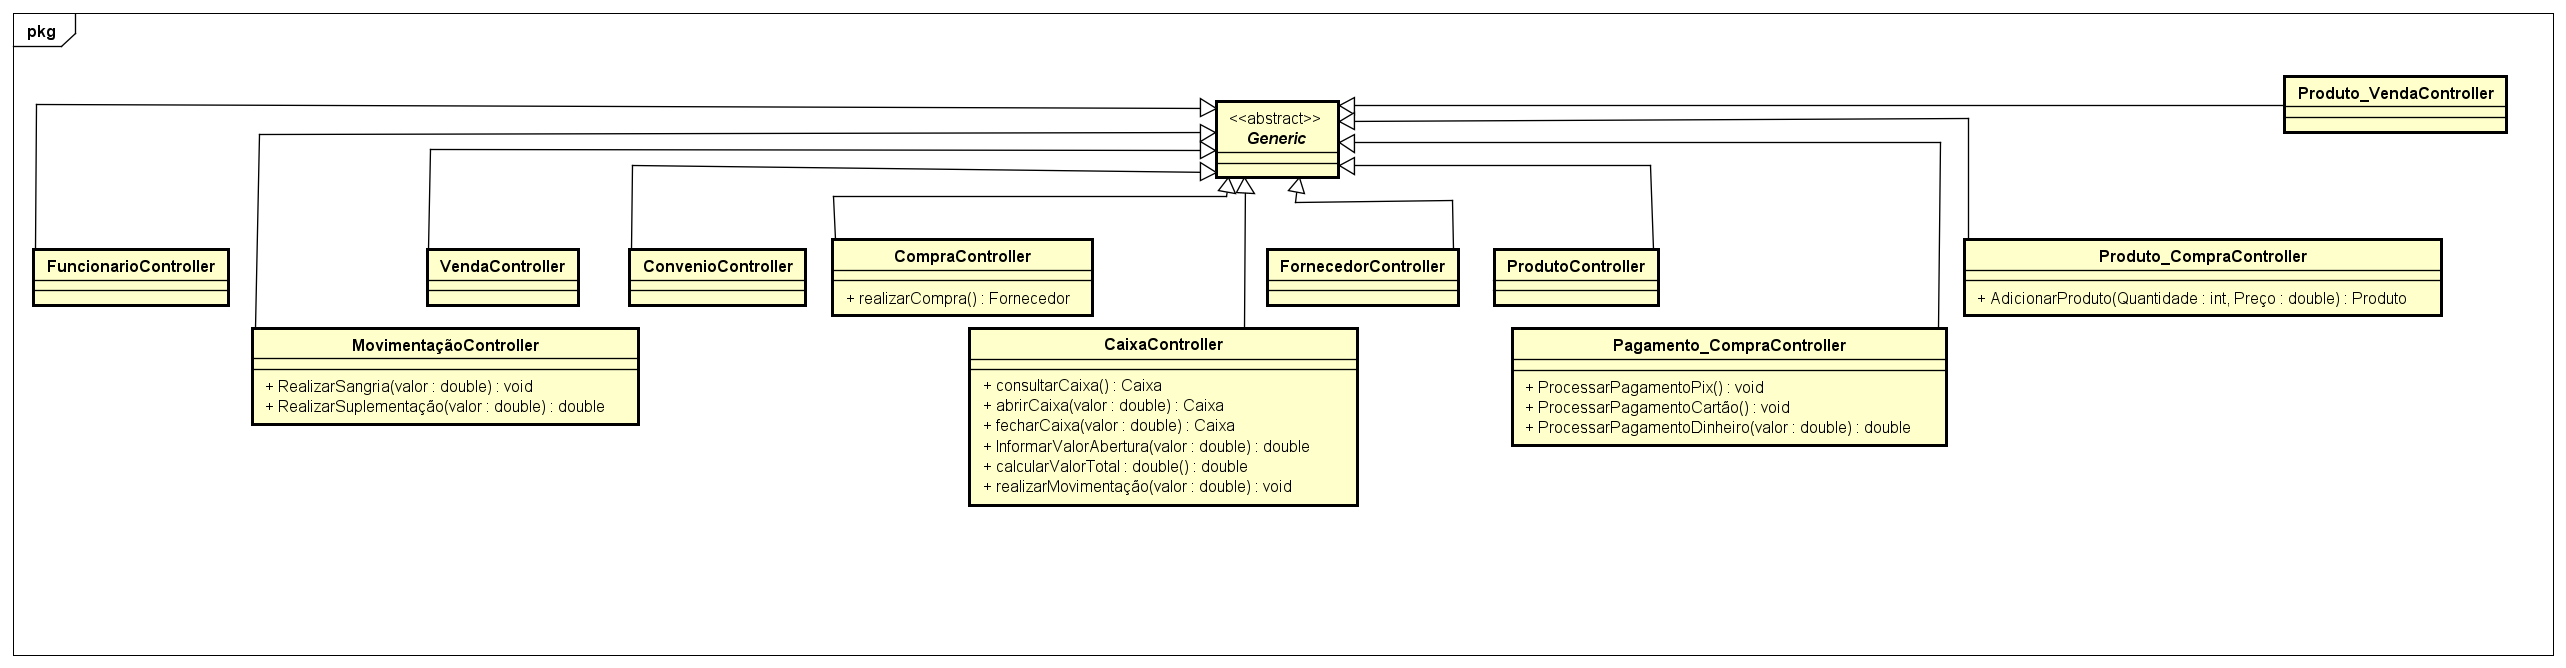 pkg
Produto_VendaController
<<abstract>>
Generic
FuncionarioController
VendaController
ConvenioController
CompraController
+ realizarCompra() : Fornecedor
FornecedorController
ProdutoController
Produto_CompraController
+ AdicionarProduto(Quantidade : int, Preço : double) : Produto
MovimentaçãoController
+ RealizarSangria(valor : double) : void
+ RealizarSuplementação(valor : double) : double
CaixaController
+ consultarCaixa() : Caixa
+ abrirCaixa(valor : double) : Caixa
+ fecharCaixa(valor : double) : Caixa
+ InformarValorAbertura(valor : double) : double
+ calcularValorTotal : double() : double
+ realizarMovimentação(valor : double) : void
Pagamento_CompraController
+ ProcessarPagamentoPix() : void
+ ProcessarPagamentoCartão() : void
+ ProcessarPagamentoDinheiro(valor : double) : double